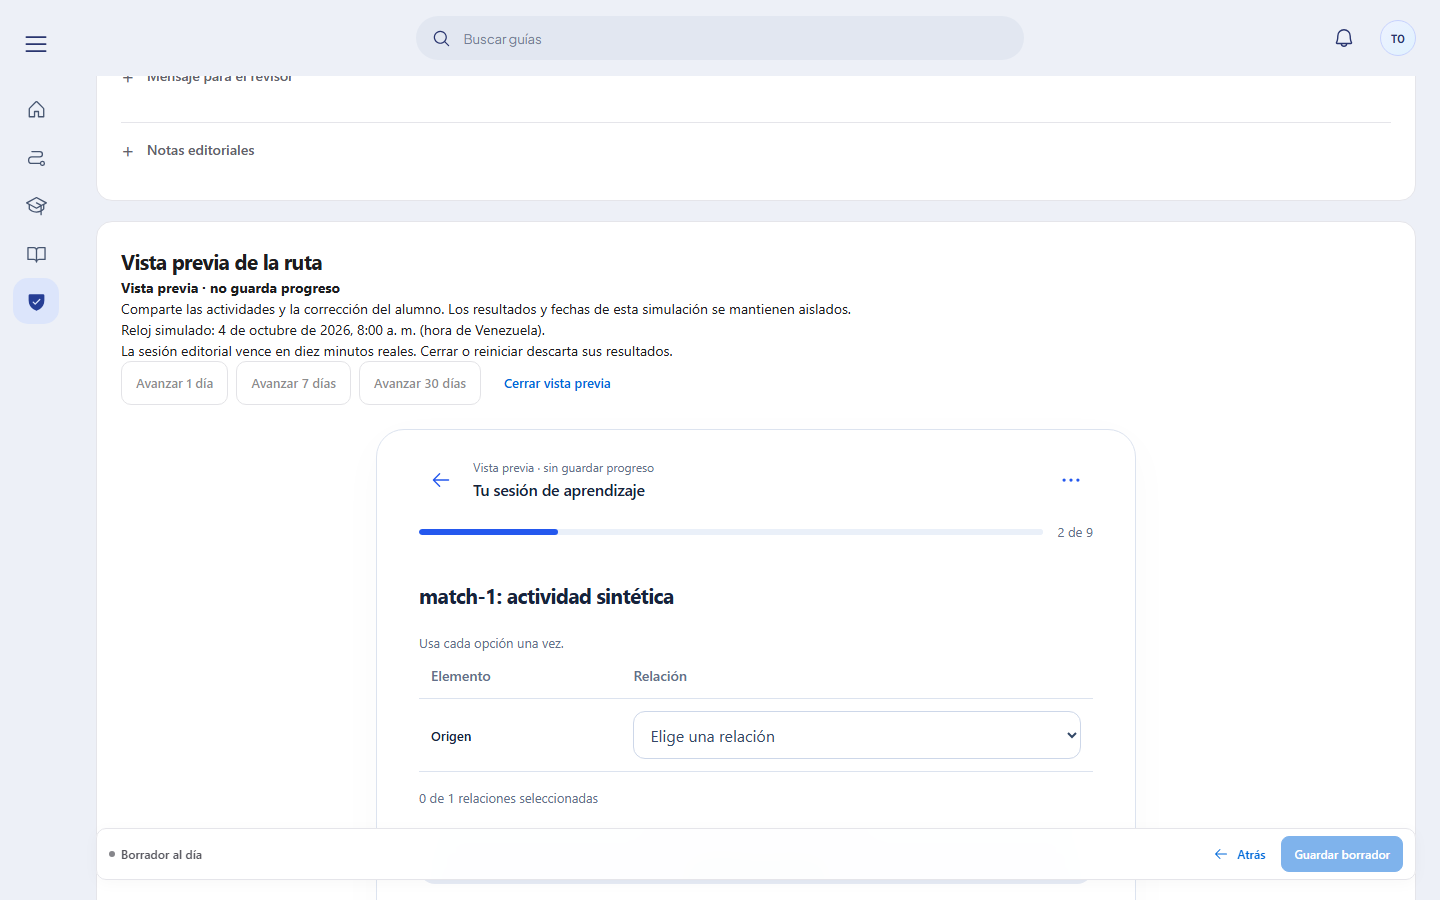 Buscar guías
TO
Mensaje para el revisor
Notas editoriales
Vista previa de la ruta
Vista previa · no guarda progreso
Comparte las actividades y la corrección del alumno. Los resultados y fechas de esta simulación se mantienen aislados.
Reloj simulado: 4 de octubre de 2026, 8:00 a. m. (hora de Venezuela).
La sesión editorial vence en diez minutos reales. Cerrar o reiniciar descarta sus resultados.
Avanzar 1 día
Avanzar 7 días
Avanzar 30 días
Cerrar vista previa
Vista previa · sin guardar progreso
Tu sesión de aprendizaje
2 de 9
match-1: actividad sintética
Usa cada opción una vez.
Elemento
Relación
Origen
Elige una relación
0 de 1 relaciones seleccionadas
Borrador al día
Atrás
Guardar borrador